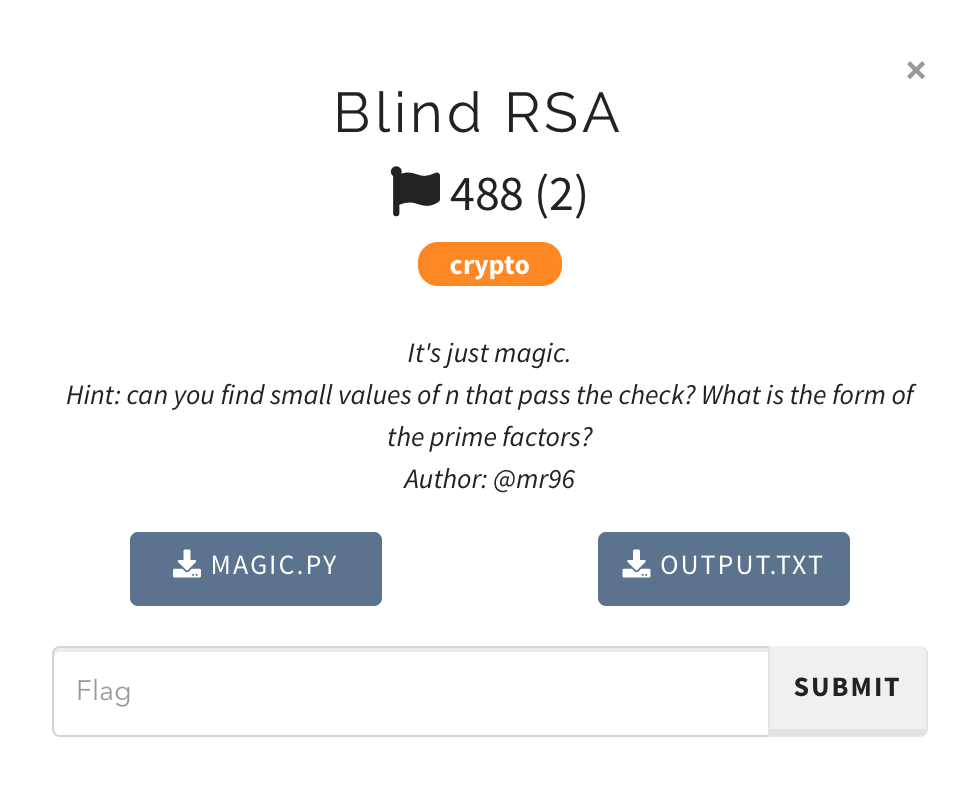 ×
Blind RSA
488 (2)
crypto
It's just magic.
Hint: can you find small values of n that pass the check? What is the form of
the prime factors?
Author: @mr96
MAGIC.PY
OUTPUT.TXT
Flag
SUBMIT